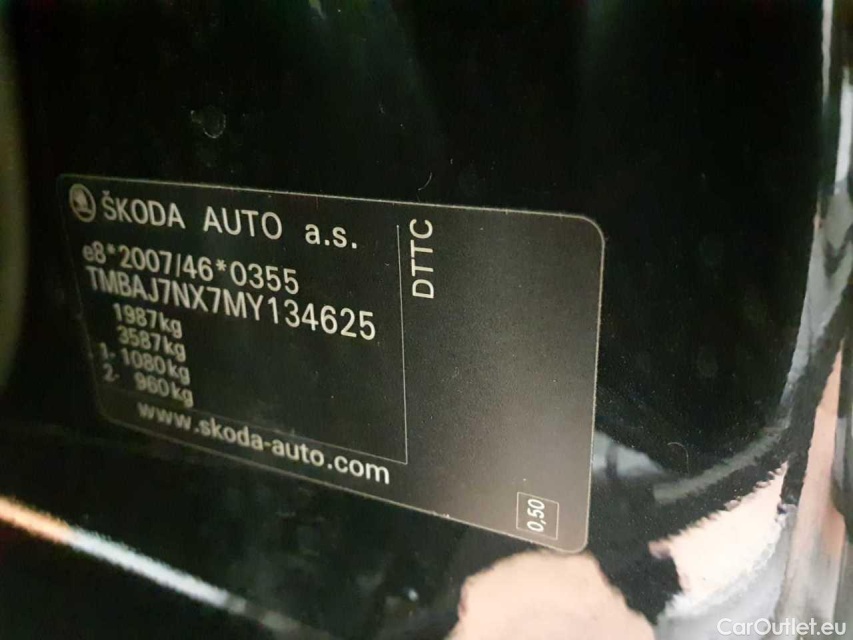 ŠKODA AUTO a.s.
e8*2007/46*0355
TMBAJ7NX7MY134625
1987kg
3587kg
1- 1080kg
2- 960kg
www.skoda-auto.com
DTTC
0,50
CarOutlet.eu